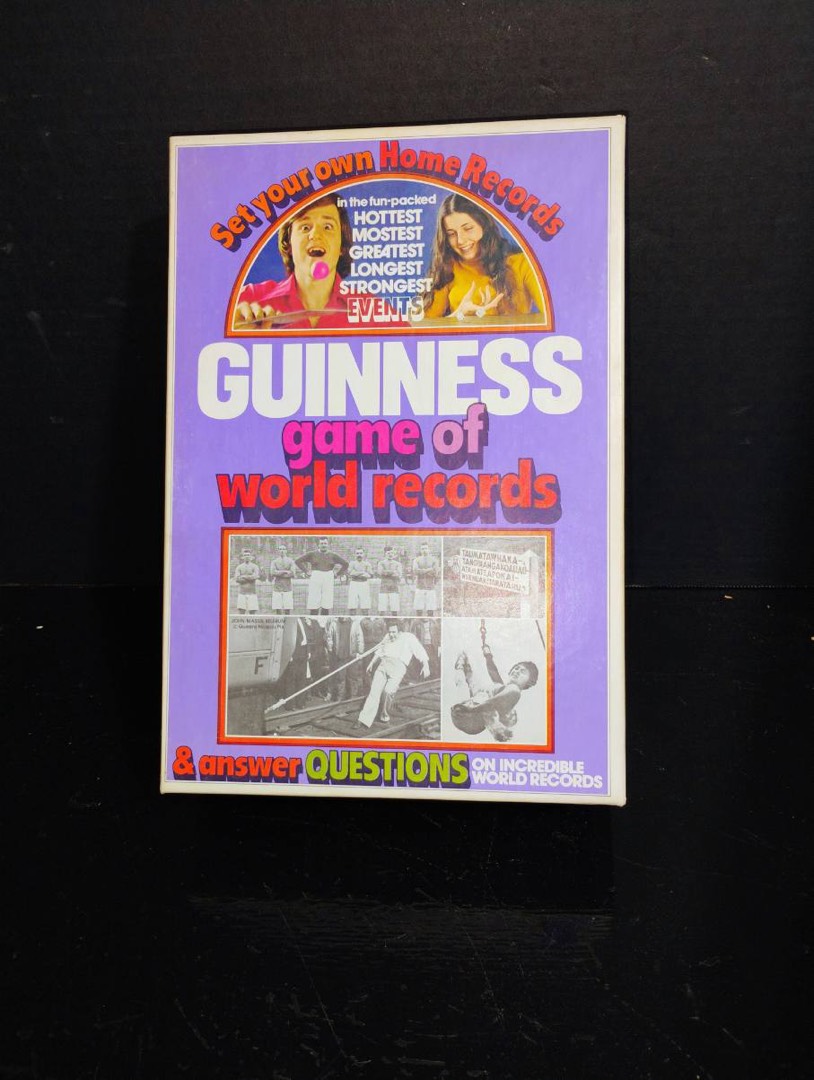 Set your own Home Records
in the fun-packed
HOTTEST
MOSTEST
GREATEST
LONGEST
STRONGEST
EVENTS
GUINNESS
game of
world records
TAUMATAWHAKA-
F
& answer QUESTIONS ON INCREDIBLE
WORLD RECORDS